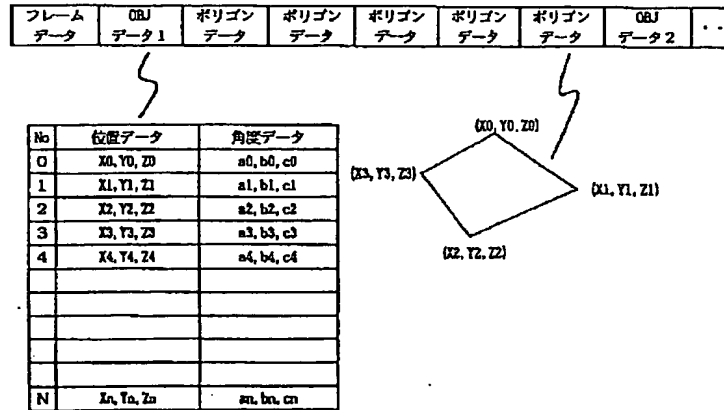 フレームデータ OBJデータ1 ポリゴンデータ ポリゴンデータ ポリゴンデータ ポリゴンデータ ポリゴンデータ OBJデータ2 ・・
No 位置データ 角度データ
0 X0, Y0, Z0 a0, b0, c0
1 X1, Y1, Z1 a1, b1, c1
2 X2, Y2, Z2 a2, b2, c2
3 X3, Y3, Z3 a3, b3, c3
4 X4, Y4, Z4 a4, b4, c4
N Xn, Yn, Zn an, bn, cn
(X0, Y0, Z0)
(X3, Y3, Z3)
(X1, Y1, Z1)
(X2, Y2, Z2)